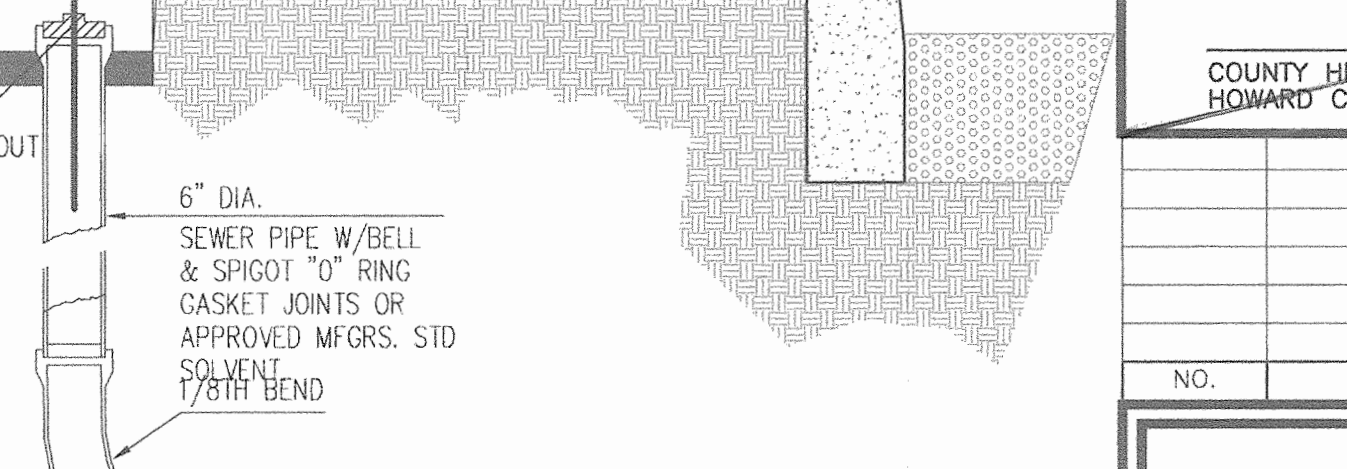 OUT
6" DIA.
SEWER PIPE W/BELL
& SPIGOT "O" RING
GASKET JOINTS OR
APPROVED MFGRS. STD
SOLVENT
1/8TH BEND
COUNTY
HOWARD
NO.